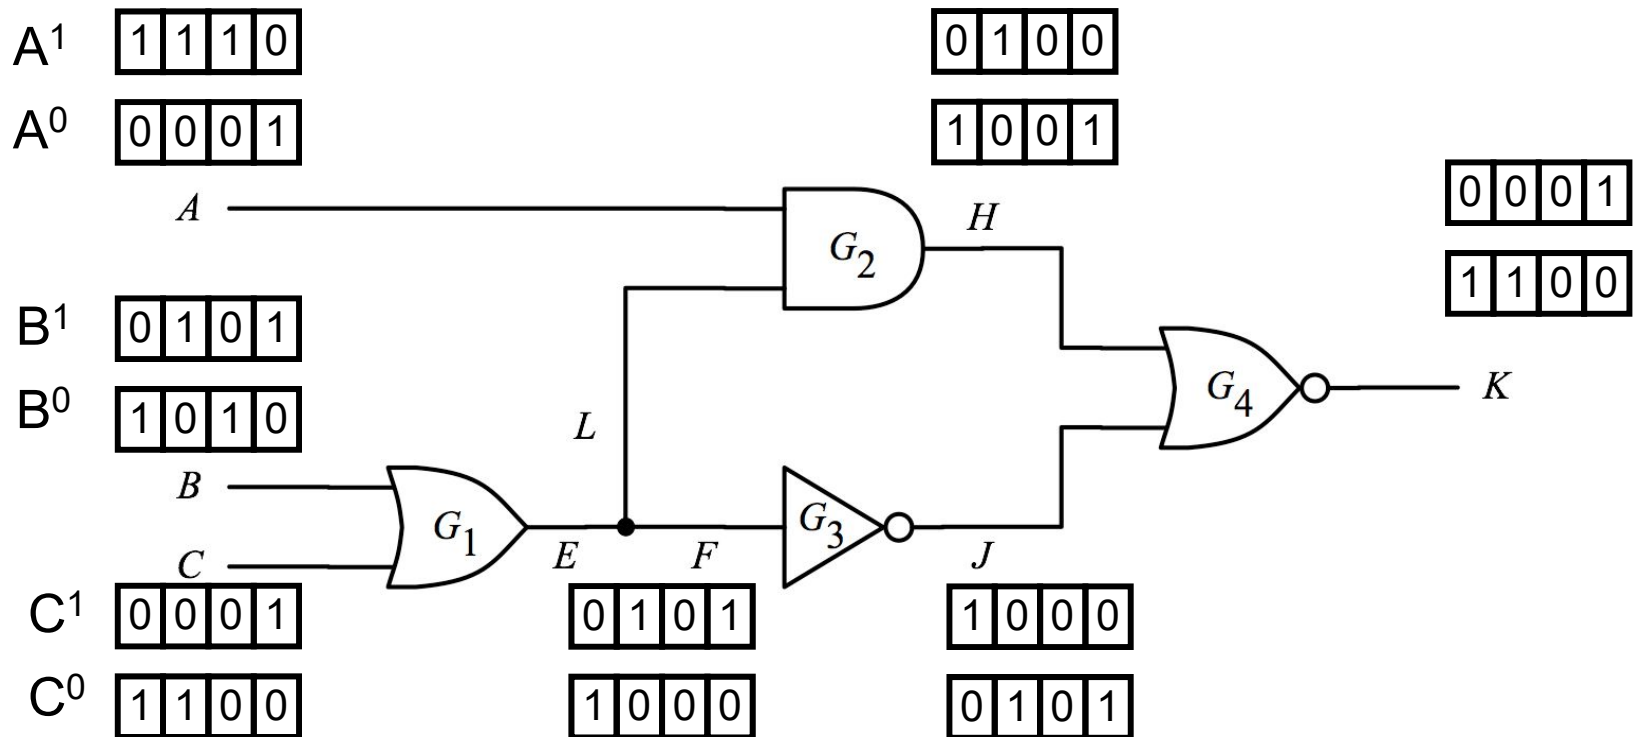 A¹ 1 1 1 0 0 1 0 0
A⁰ 0 0 0 1 1 0 0 1
0 0 0 1
A H
G₂
1 1 0 0
B¹ 0 1 0 1
B⁰ 1 0 1 0
G₄ K
L
B
G₁ G₃
C E F J
C¹ 0 0 0 1 0 1 0 1 1 0 0 0
C⁰ 1 1 0 0 1 0 0 0 0 1 0 1